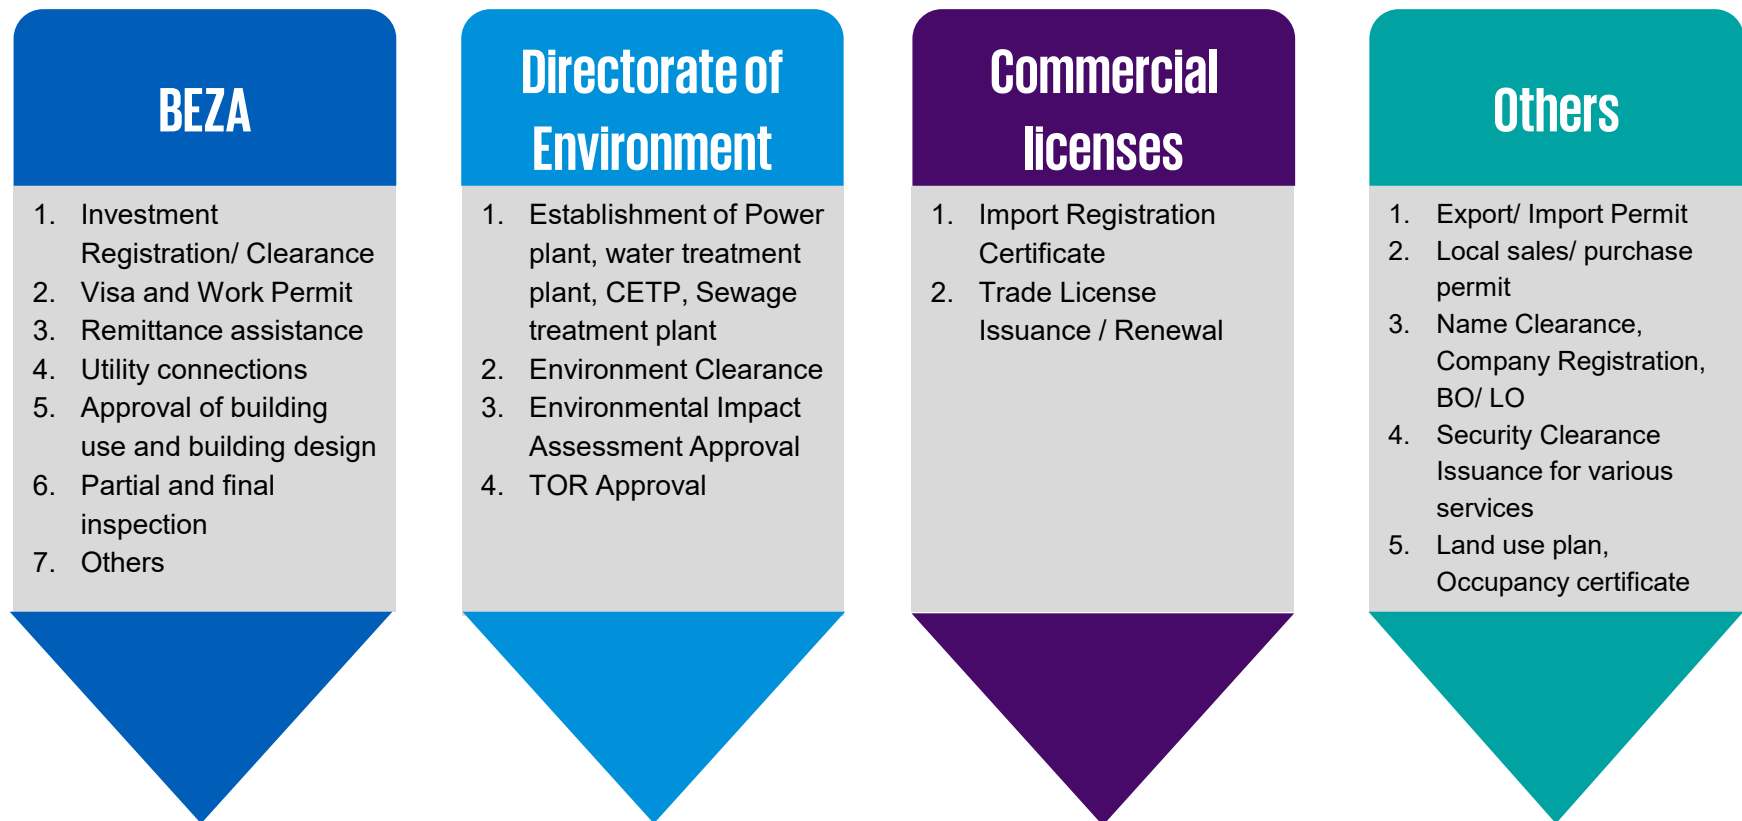 BEZA
1. Investment
Registration/ Clearance
2. Visa and Work Permit
3. Remittance assistance
4. Utility connections
5. Approval of building
use and building design
6. Partial and final
inspection
7. Others
Directorate of
Environment
1. Establishment of Power
plant, water treatment
plant, CETP, Sewage
treatment plant
2. Environment Clearance
3. Environmental Impact
Assessment Approval
4. TOR Approval
Commercial
licenses
1. Import Registration
Certificate
2. Trade License
Issuance / Renewal
Others
1. Export/ Import Permit
2. Local sales/ purchase
permit
3. Name Clearance,
Company Registration,
BO/ LO
4. Security Clearance
Issuance for various
services
5. Land use plan,
Occupancy certificate